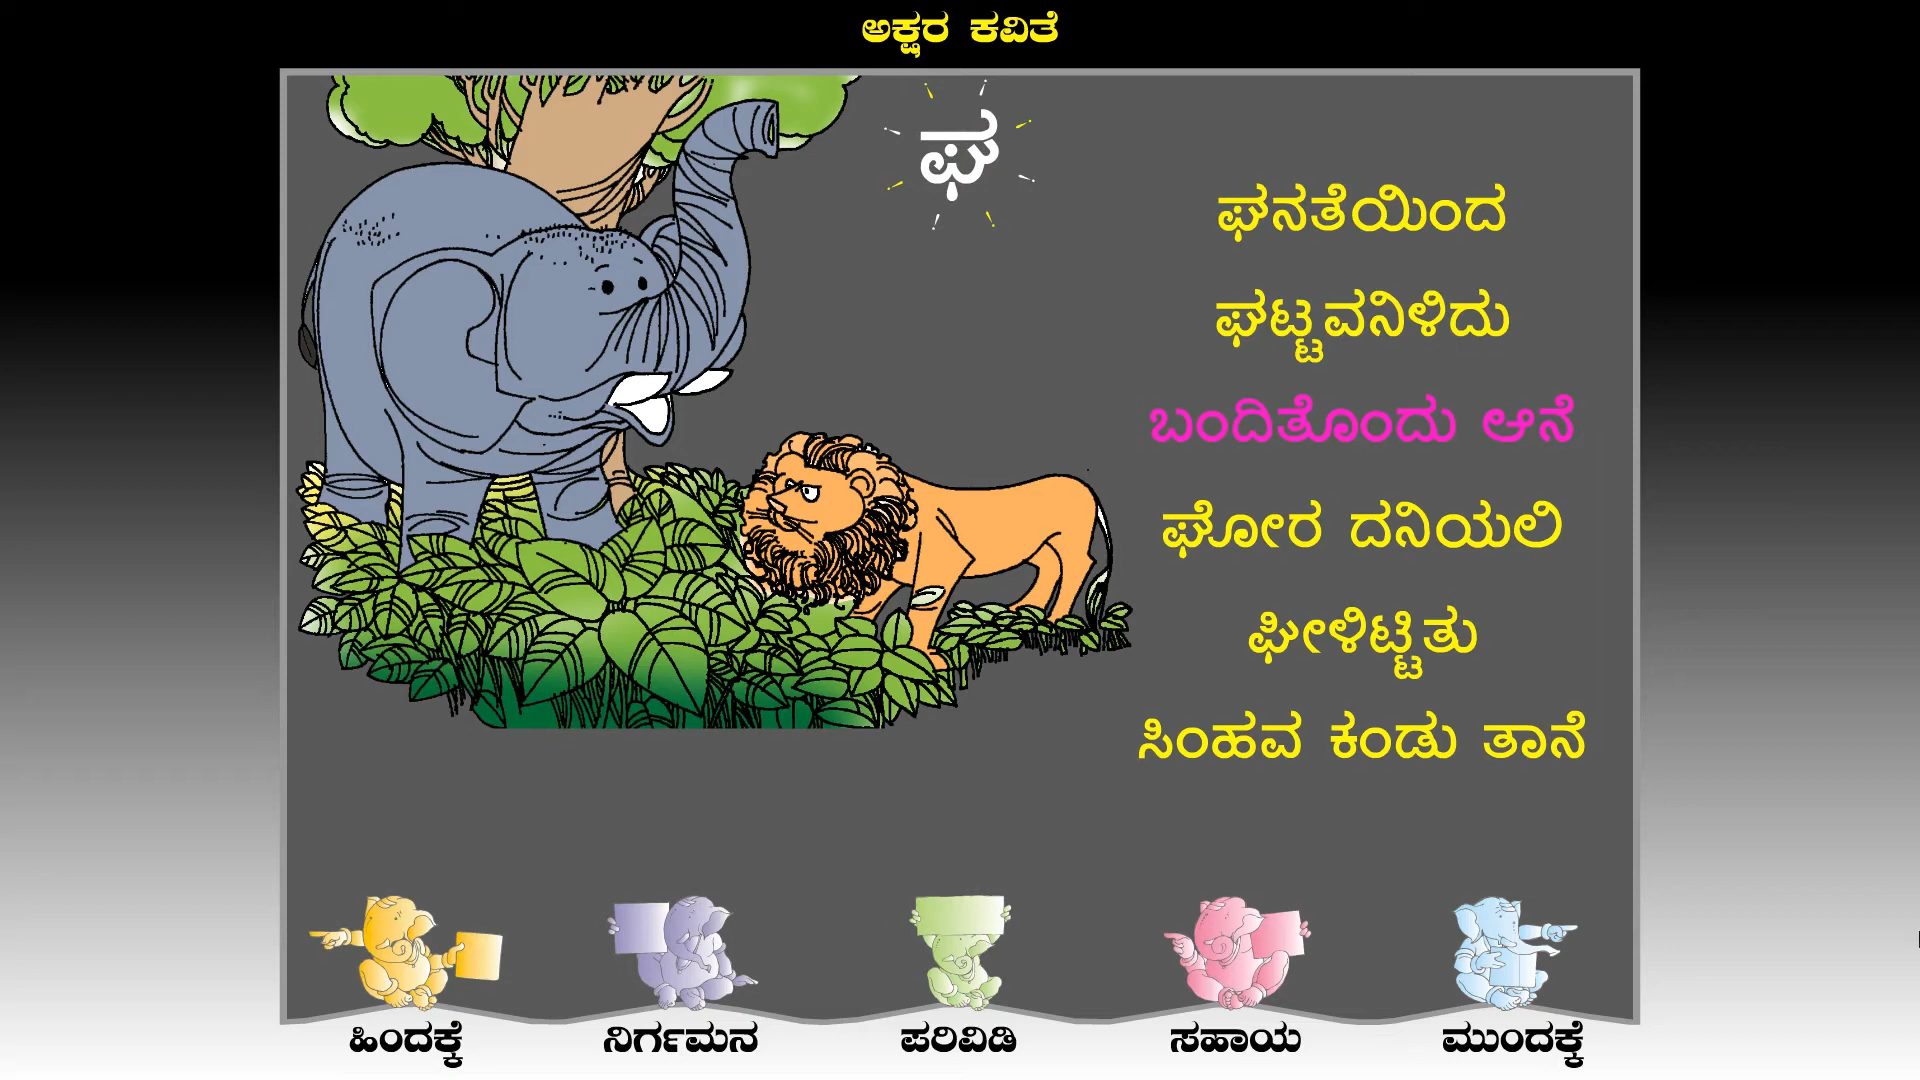 ಅಕ್ಷರ ಕವಿತೆ
ಘ
ಘನತೆಯಿಂದ
ಘಟ್ಟವನಿಳಿದು
ಬಂದಿತೊಂದು ಆನೆ
ಘೋರ ದನಿಯಲಿ
ಘೀಳಿಟ್ಟಿತು
ಸಿಂಹವ ಕಂಡು ತಾನೆ
ಹಿಂದಕ್ಕೆ ನಿರ್ಗಮನ ಪರಿವಿಡಿ ಸಹಾಯ ಮುಂದಕ್ಕೆ